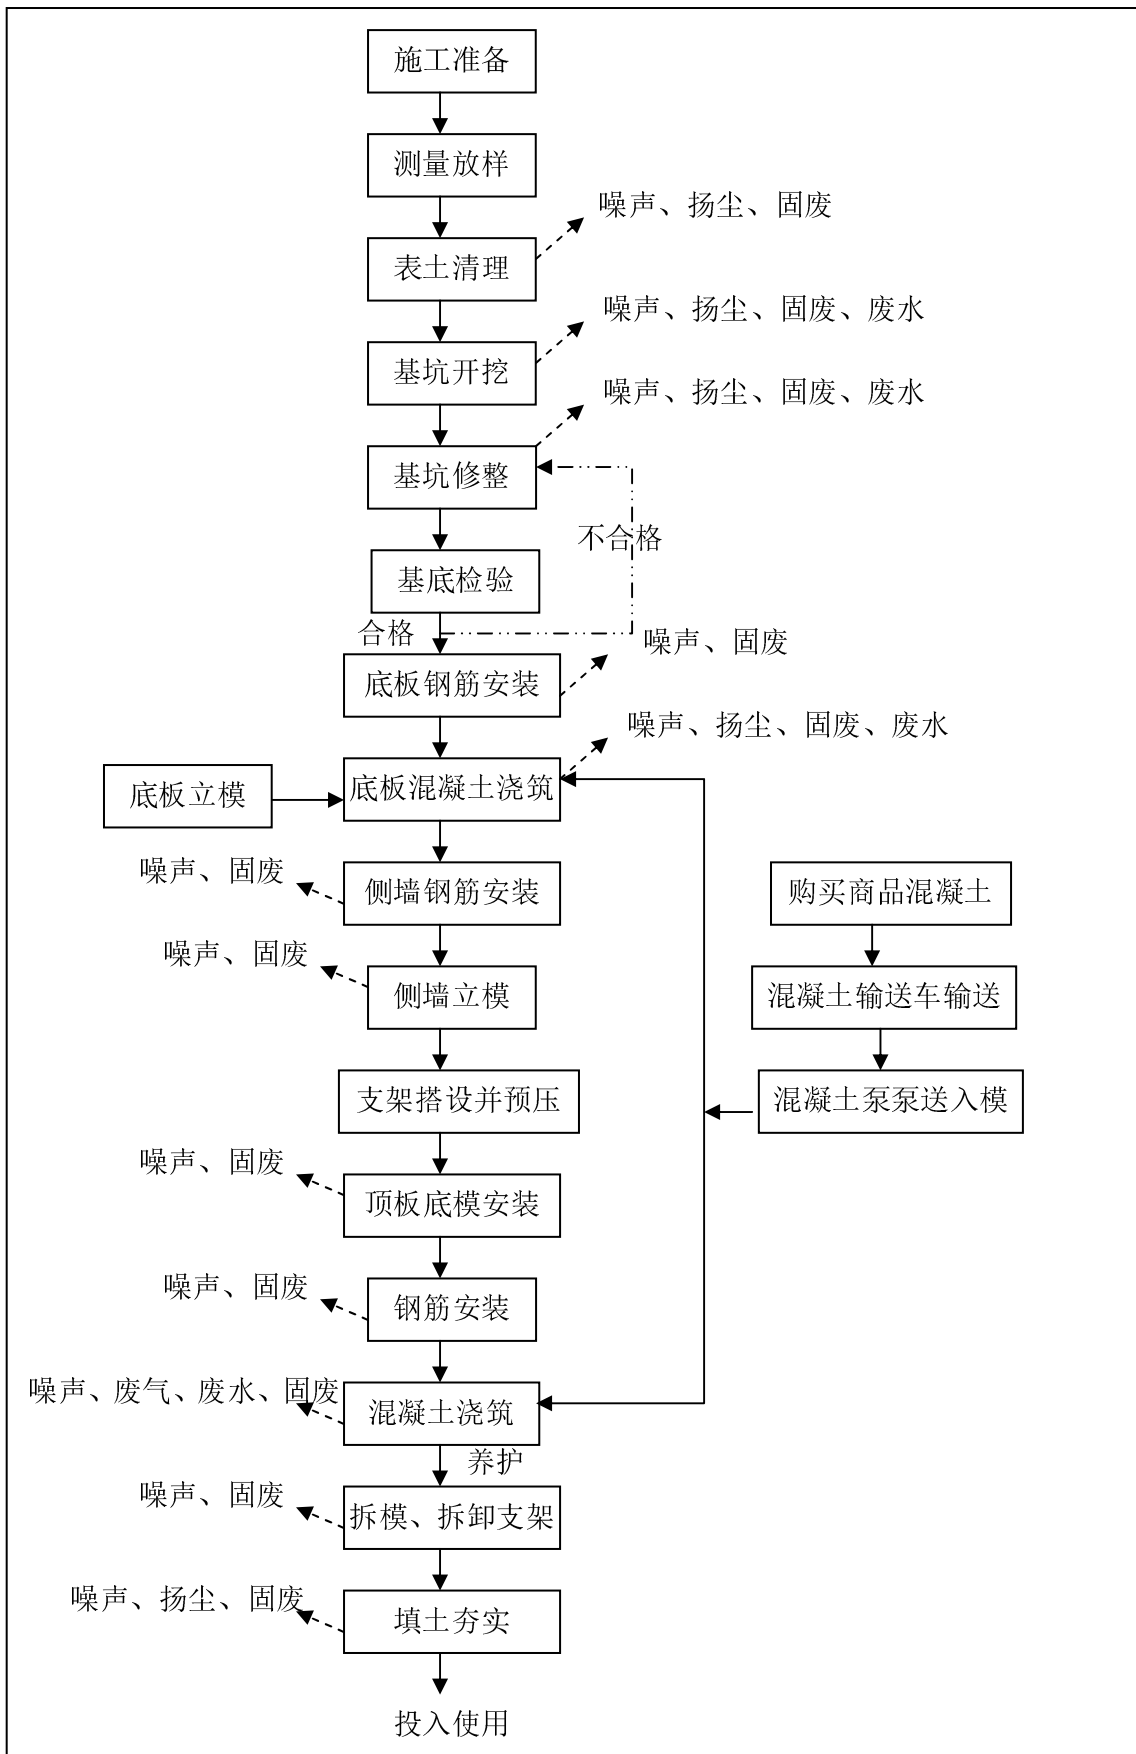 施工准备
测量放样
噪声、扬尘、固废
表土清理
噪声、扬尘、固废、废水
基坑开挖
噪声、扬尘、固废、废水
基坑修整
不合格
基底检验
合格
噪声、固废
底板钢筋安装
噪声、扬尘、固废、废水
底板立模
底板混凝土浇筑
噪声、固废
侧墙钢筋安装
购买商品混凝土
噪声、固废
侧墙立模
混凝土输送车输送
支架搭设并预压
混凝土泵泵送入模
噪声、固废
顶板底模安装
噪声、固废
钢筋安装
噪声、废气、废水、固废
混凝土浇筑
养护
噪声、固废
拆模、拆卸支架
噪声、扬尘、固废
填土夯实
投入使用